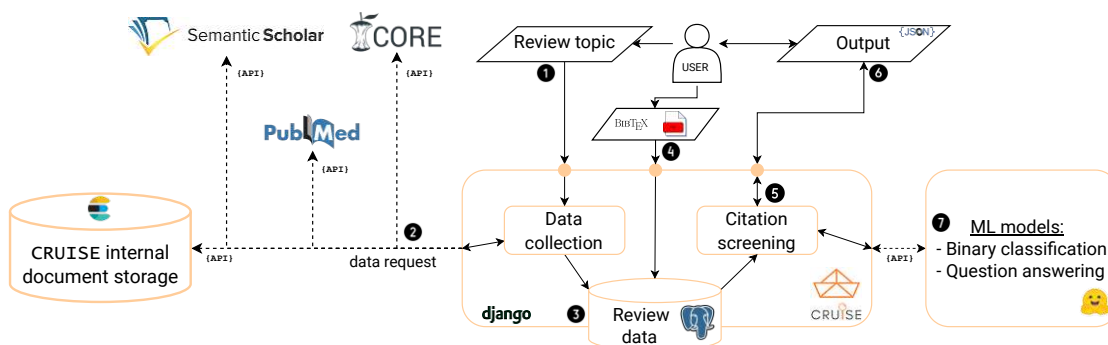 Semantic Scholar
CORE
{API}
{API}
PubMed
{API}
Review topic
1
USER
Output
{JSON}
6
BIBTEX
4
CRUISE internal
document storage
{API}
2
data request
Data
collection
5
Citation
screening
django
3
Review
data
CRUISE
{API}
7
ML models:
- Binary classification
- Question answering